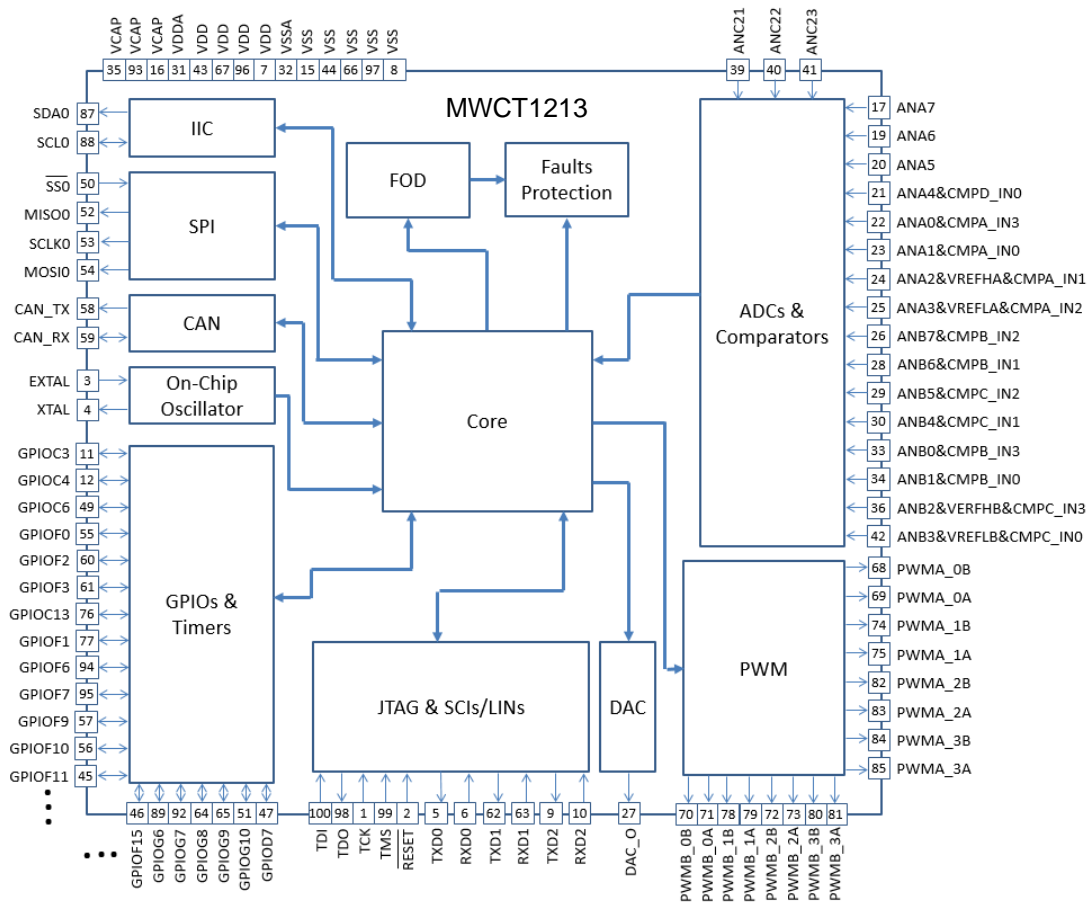 VCAP VCAP VCAP VDDA VDD VDD VDD VDD VSSA VSS VSS VSS VSS VSS
35 93 16 31 43 67 96 7 32 15 44 66 97 8
ANC21 ANC22 ANC23
39 40 41
MWCT1213
SDA0 87
SCL0 88
IIC
SS0 50
MISO0 52
SCLK0 53
MOSI0 54
SPI
CAN_TX 58
CAN_RX 59
CAN
EXTAL 3
XTAL 4
On-Chip
Oscillator
GPIOC3 11
GPIOC4 12
GPIOC6 49
GPIOF0 55
GPIOF2 60
GPIOF3 61
GPIOC13 76
GPIOF1 77
GPIOF6 94
GPIOF7 95
GPIOF9 57
GPIOF10 56
GPIOF11 45
GPIOs &
Timers
FOD
Faults
Protection
Core
ADCs &
Comparators
17 ANA7
19 ANA6
20 ANA5
21 ANA4&CMPD_IN0
22 ANA0&CMPA_IN3
23 ANA1&CMPA_IN0
24 ANA2&VREFHA&CMPA_IN1
25 ANA3&VREFLA&CMPA_IN2
26 ANB7&CMPB_IN2
28 ANB6&CMPB_IN1
29 ANB5&CMPC_IN2
30 ANB4&CMPC_IN1
33 ANB0&CMPB_IN3
34 ANB1&CMPB_IN0
36 ANB2&VERFHB&CMPC_IN3
42 ANB3&VREFLB&CMPC_IN0
JTAG & SCIs/LINs
DAC
PWM
68 PWMA_0B
69 PWMA_0A
74 PWMA_1B
75 PWMA_1A
82 PWMA_2B
83 PWMA_2A
84 PWMA_3B
85 PWMA_3A
46 89 92 64 65 51 47
GPIOF15 GPIOG6 GPIOG7 GPIOG8 GPIOG9 GPIOG10 GPIOD7
100 98 1 99 2 5 6 62 63 9 10
TDI TDO TCK TMS RESET TXD0 RXD0 TXD1 RXD1 TXD2 RXD2
27
DAC_O
70 71 78 79 72 73 80 81
PWMB_0B PWMB_0A PWMB_1B PWMB_1A PWMB_2B PWMB_2A PWMB_3B PWMB_3A